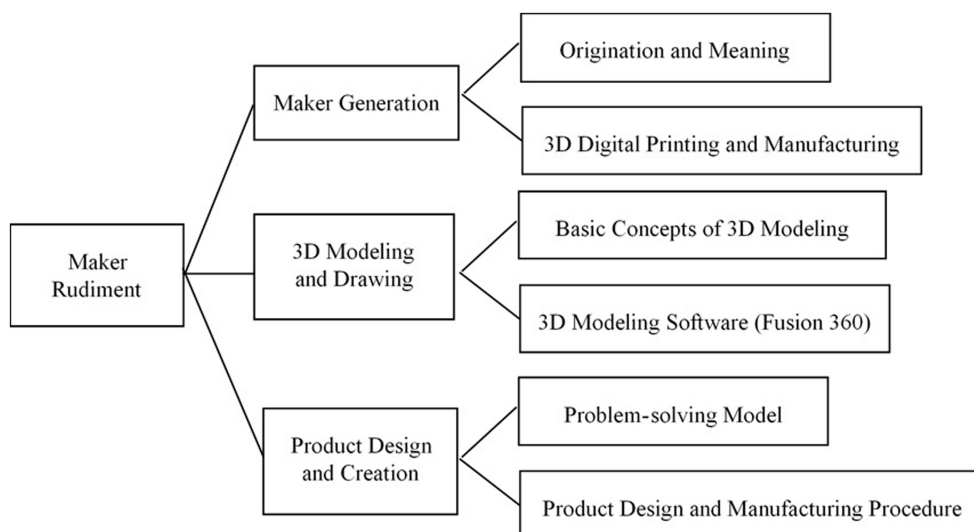 Maker
Rudiment
Maker Generation
Origination and Meaning
3D Digital Printing and Manufacturing
3D Modeling
and Drawing
Basic Concepts of 3D Modeling
3D Modeling Software (Fusion 360)
Product Design
and Creation
Problem-solving Model
Product Design and Manufacturing Procedure